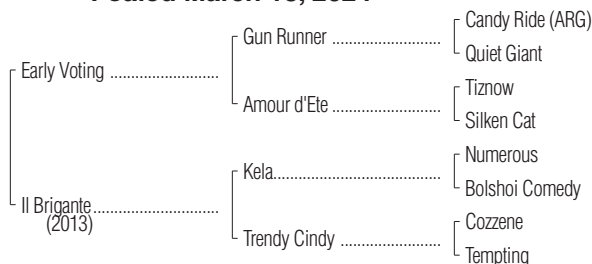 Foaled March 2024
Candy Ride (ARG)
Gun Runner ............................
Quiet Giant
Early Voting ............................
Tiznow
Amour d'Ete ............................
Silken Cat
Numerous
Kela..........................................
Bolshoi Comedy
Il Brigante................................
(2013)
Cozzene
Trendy Cindy ..........................
Tempting